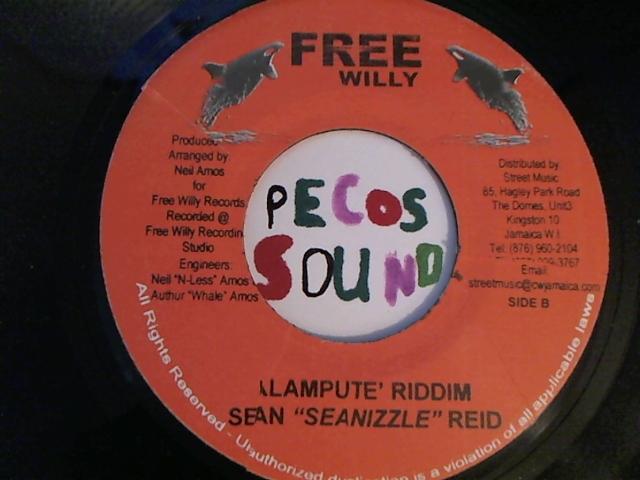 FREE
WILLY
Produced
Arranged by
Neil Amos
for
Free Willy Records
Recorded @
Free Willy Recordin
Studio
Engineers:
Neil "N-Less" Amos
Authur "Whale" Amos
PECOS
SOUND
Distributed by
Street Music
85, Hagley Park Road
The Domes, Unit3
Kingston 10
Jamaica W.I.
Tel: (876) 960-2104
-3767
Email:
streetmusic@cwjamaica.com
SIDE B
ALAMPUTE' RIDDIM
SEAN "SEANIZZLE" REID
All Rights Reserved - Unauthorized duplication is a violation of all applicable laws